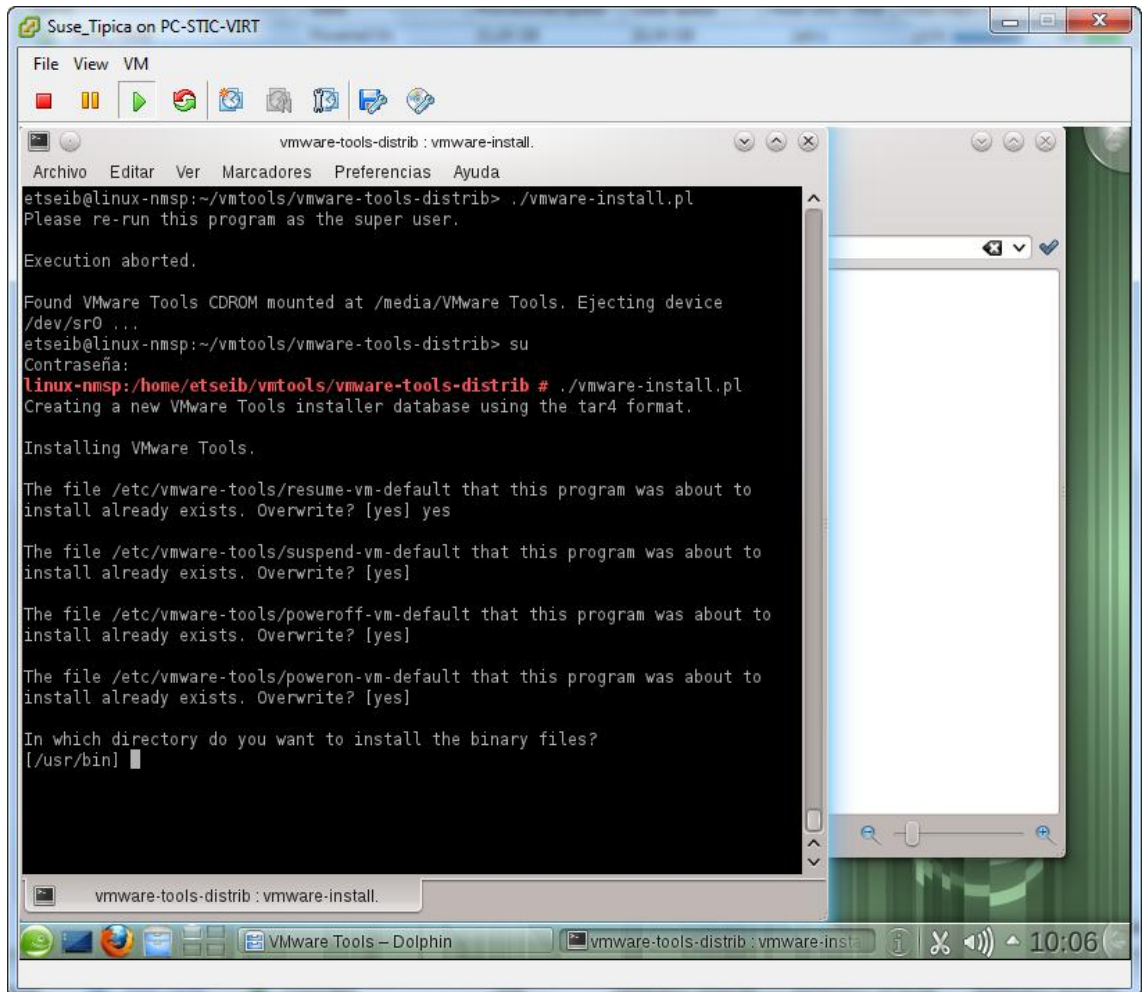 Suse_Tipica on PC-STIC-VIRT
File View VM
vmware-tools-distrib : vmware-install.
Archivo Editar Ver Marcadores Preferencias Ayuda
etseib@linux-nmsp:~/vmtools/vmware-tools-distrib> ./vmware-install.pl
Please re-run this program as the super user.
Execution aborted.
Found VMware Tools CDROM mounted at /media/VMware Tools. Ejecting device
/dev/sr0 ...
etseib@linux-nmsp:~/vmtools/vmware-tools-distrib> su
Contraseña:
linux-nmsp:/home/etseib/vmtools/vmware-tools-distrib # ./vmware-install.pl
Creating a new VMware Tools installer database using the tar4 format.
Installing VMware Tools.
The file /etc/vmware-tools/resume-vm-default that this program was about to
install already exists. Overwrite? [yes] yes
The file /etc/vmware-tools/suspend-vm-default that this program was about to
install already exists. Overwrite? [yes]
The file /etc/vmware-tools/poweroff-vm-default that this program was about to
install already exists. Overwrite? [yes]
The file /etc/vmware-tools/poweron-vm-default that this program was about to
install already exists. Overwrite? [yes]
In which directory do you want to install the binary files?
[/usr/bin]
vmware-tools-distrib : vmware-install.
VMware Tools – Dolphin
vmware-tools-distrib : vmware-insta
10:06